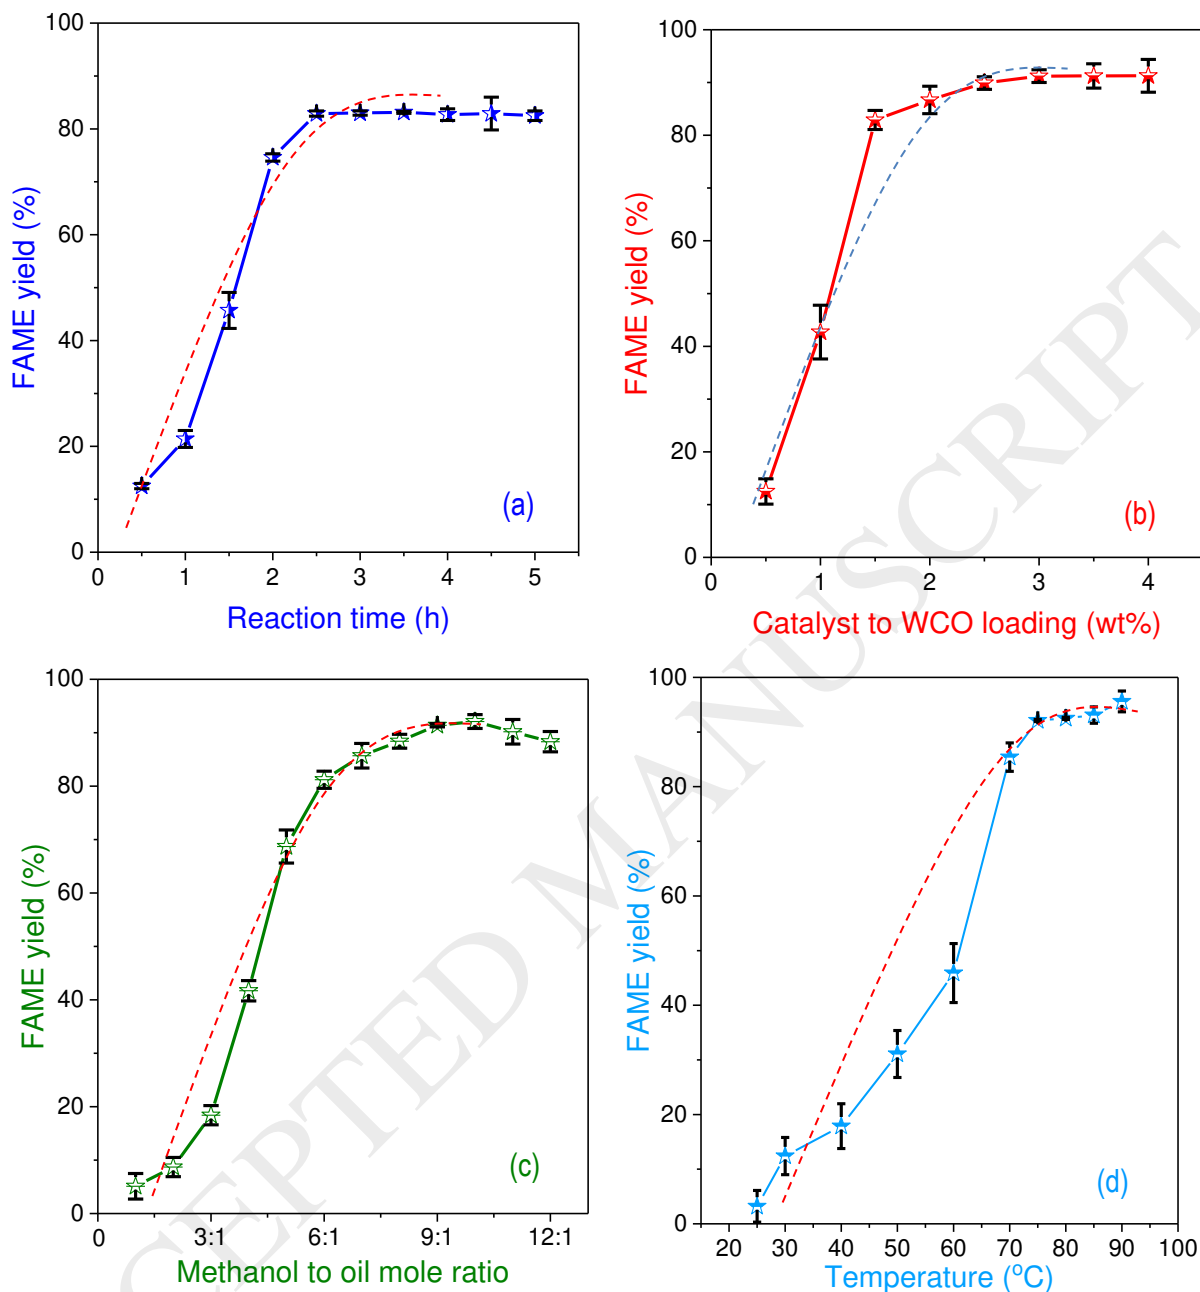 100
80
60
40
20
0
FAME yield (%)
(a)
0 1 2 3 4 5
Reaction time (h)
100
80
60
40
20
0
FAME yield (%)
(b)
0 1 2 3 4
Catalyst to WCO loading (wt%)
100
80
60
40
20
0
FAME yield (%)
(c)
0 3:1 6:1 9:1 12:1
Methanol to oil mole ratio
100
80
60
40
20
0
FAME yield (%)
(d)
20 30 40 50 60 70 80 90 100
Temperature (°C)
CEPTED MANUSCRIPT